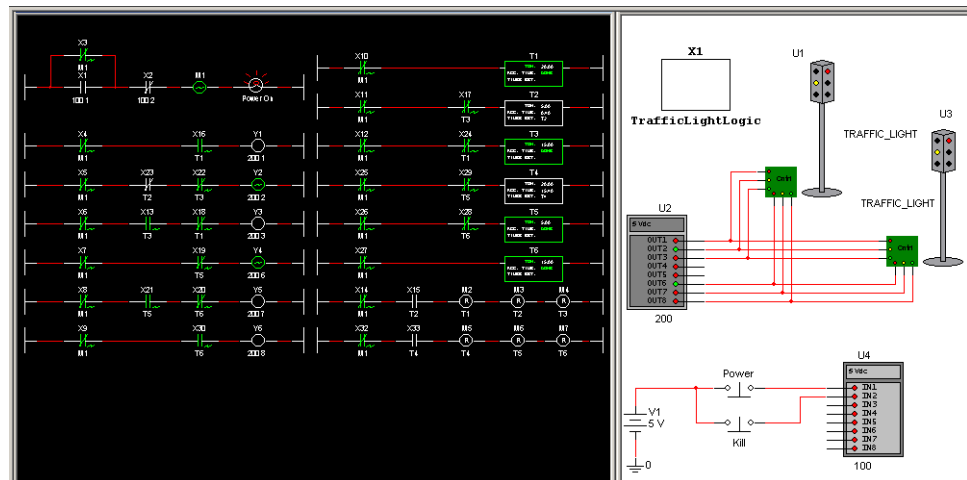 X3
M1
X1
100 1
X2
100 2
M1
Power On
X4
M1
X16
T1
Y1
200 1
X5
M1
X23
T2
X22
T3
Y2
200 2
X6
M1
X13
T3
X18
T1
Y3
200 3
X7
M1
X19
T5
Y4
200 6
X8
M1
X21
T5
X20
T6
Y5
200 7
X9
M1
X30
T6
Y6
200 8
X10
M1
T1
X11
M1
X17
T3
T2
X12
M1
X24
T1
T3
X25
M1
X29
T5
T4
X26
M1
X28
T6
T5
X27
M1
T6
X14
M1
X15
T2
M2
R
T1
M3
R
T2
M4
R
T3
X32
M1
X33
T4
M5
R
T4
M6
R
T5
M7
R
T6
X1
TrafficLightLogic
U1
TRAFFIC_LIGHT
U3
TRAFFIC_LIGHT
U2
5 Vdc
OUT1
OUT2
OUT3
OUT4
OUT5
OUT6
OUT7
OUT8
200
V1
5 V
0
Power
Kill
U4
5 Vdc
IN1
IN2
IN3
IN4
IN5
IN6
IN7
IN8
100